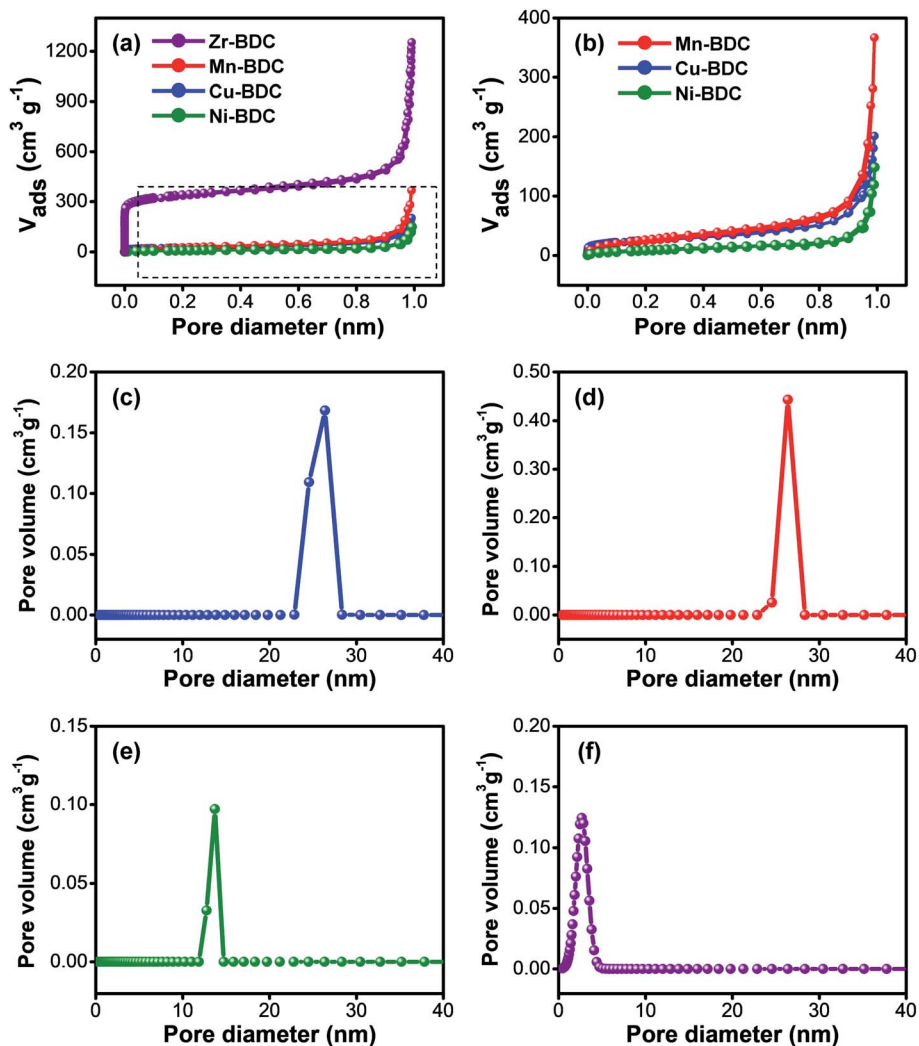 (a)
Zr-BDC
Mn-BDC
Cu-BDC
Ni-BDC
1200
900
600
300
0
V_ads (cm³ g⁻¹)
0.0 0.2 0.4 0.6 0.8 1.0
Pore diameter (nm)
(b)
Mn-BDC
Cu-BDC
Ni-BDC
400
300
200
100
0
V_ads (cm³ g⁻¹)
0.0 0.2 0.4 0.6 0.8 1.0
Pore diameter (nm)
(c)
0.20
0.15
0.10
0.05
0.00
Pore volume (cm³g⁻¹)
0 10 20 30 40
Pore diameter (nm)
(d)
0.50
0.40
0.30
0.20
0.10
0.00
Pore volume (cm³g⁻¹)
0 10 20 30 40
Pore diameter (nm)
(e)
0.15
0.10
0.05
0.00
Pore volume (cm³g⁻¹)
0 10 20 30 40
Pore diameter (nm)
(f)
0.20
0.15
0.10
0.05
0.00
Pore volume (cm³g⁻¹)
0 10 20 30 40
Pore diameter (nm)